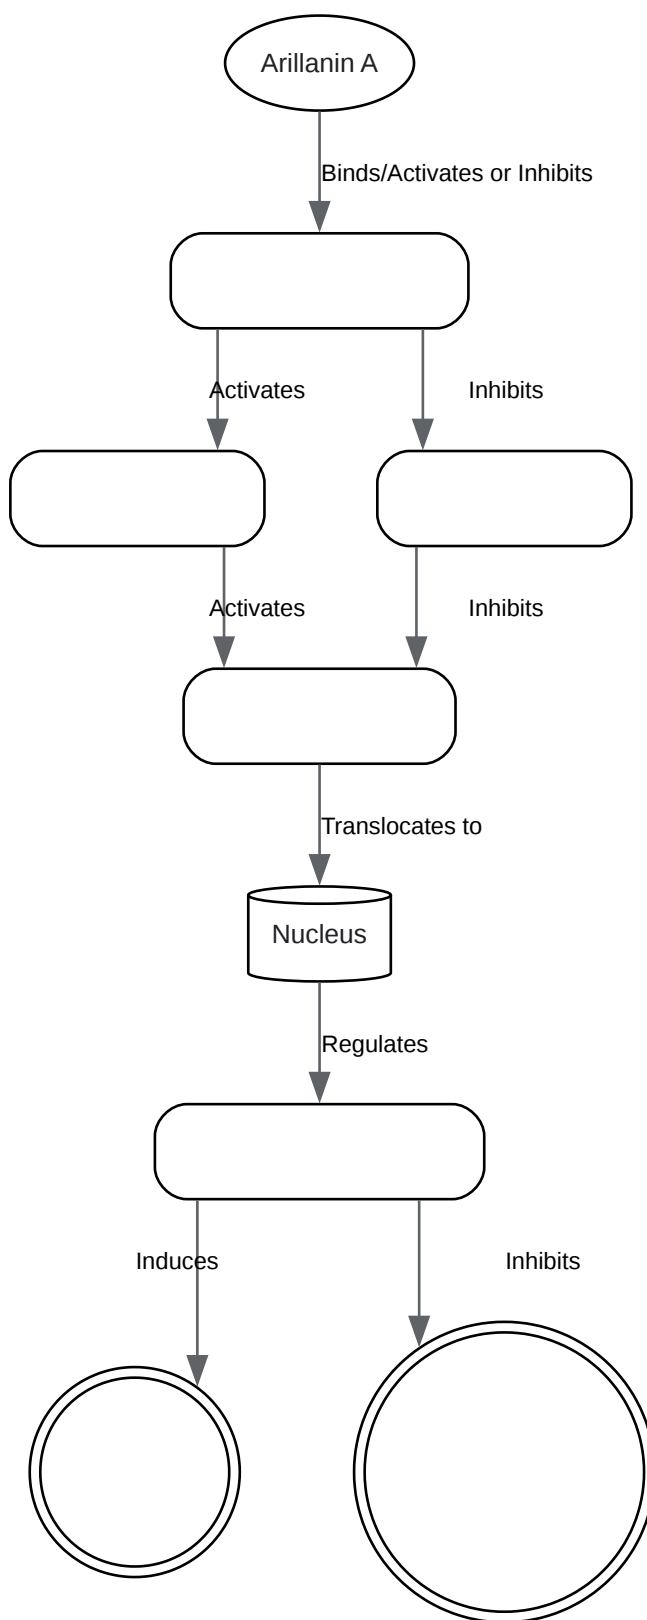 Arillanin A
Binds/Activates or Inhibits
Activates
Inhibits
Activates
Inhibits
Translocates to
Nucleus
Regulates
Induces
Inhibits